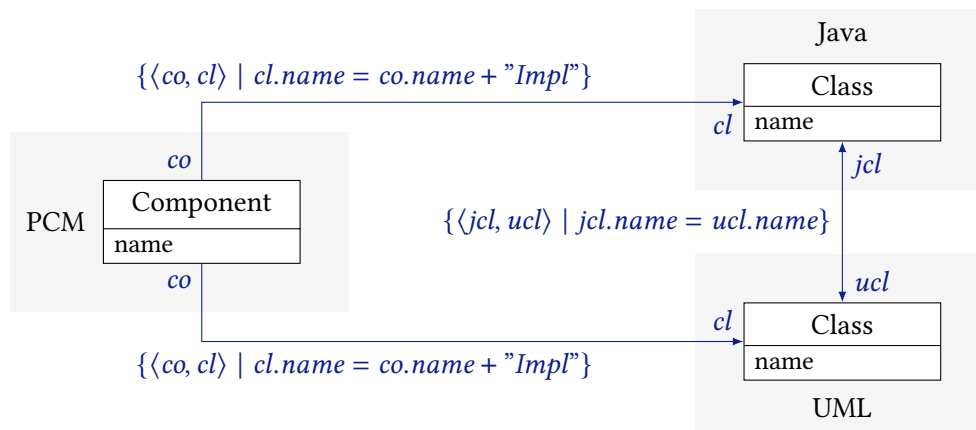 Java
{⟨co, cl⟩ | cl.name = co.name + ”Impl”}
Class
cl
name
co
jcl
Component
PCM
{⟨jcl, ucl⟩ | jcl.name = ucl.name}
name
co
ucl
cl
Class
{⟨co, cl⟩ | cl.name = co.name + ”Impl”}
name
UML